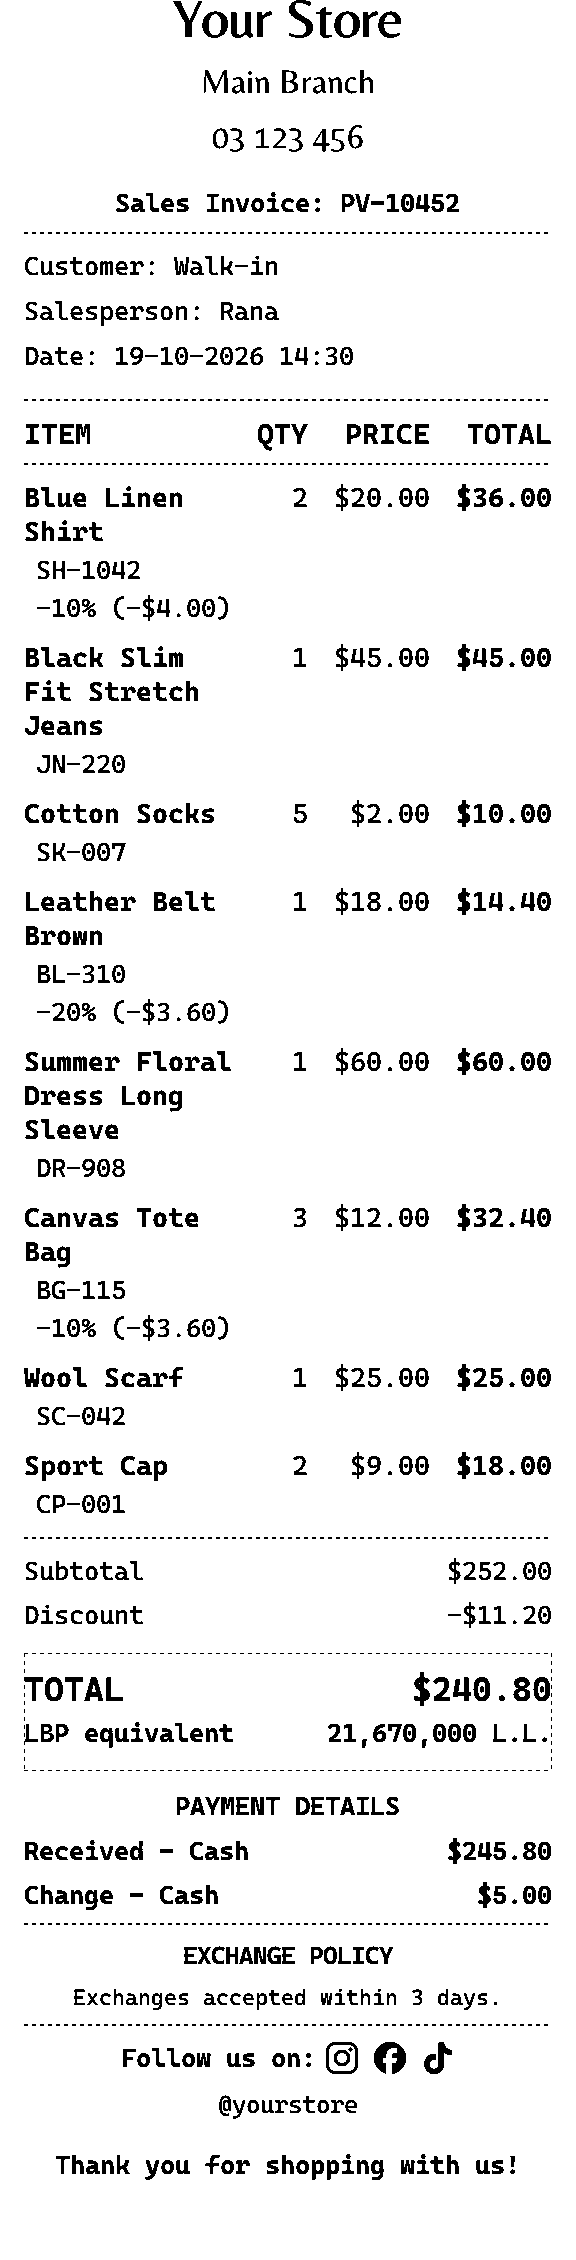 Your Store
Main Branch
03 123 456
Sales Invoice: PV-10452
Customer: Walk-in
Salesperson: Rana
Date: 19-10-2026 14:30
ITEM QTY PRICE TOTAL
Blue Linen 2 $20.00 $36.00
Shirt
SH-1042
-10% (-$4.00)
Black Slim 1 $45.00 $45.00
Fit Stretch
Jeans
JN-220
Cotton Socks 5 $2.00 $10.00
SK-007
Leather Belt 1 $18.00 $14.40
Brown
BL-310
-20% (-$3.60)
Summer Floral 1 $60.00 $60.00
Dress Long
Sleeve
DR-908
Canvas Tote 3 $12.00 $32.40
Bag
BG-115
-10% (-$3.60)
Wool Scarf 1 $25.00 $25.00
SC-042
Sport Cap 2 $9.00 $18.00
CP-001
Subtotal $252.00
Discount -$11.20
TOTAL $240.80
LBP equivalent 21,670,000 L.L.
PAYMENT DETAILS
Received - Cash $245.80
Change - Cash $5.00
EXCHANGE POLICY
Exchanges accepted within 3 days.
Follow us on:
@yourstore
Thank you for shopping with us!